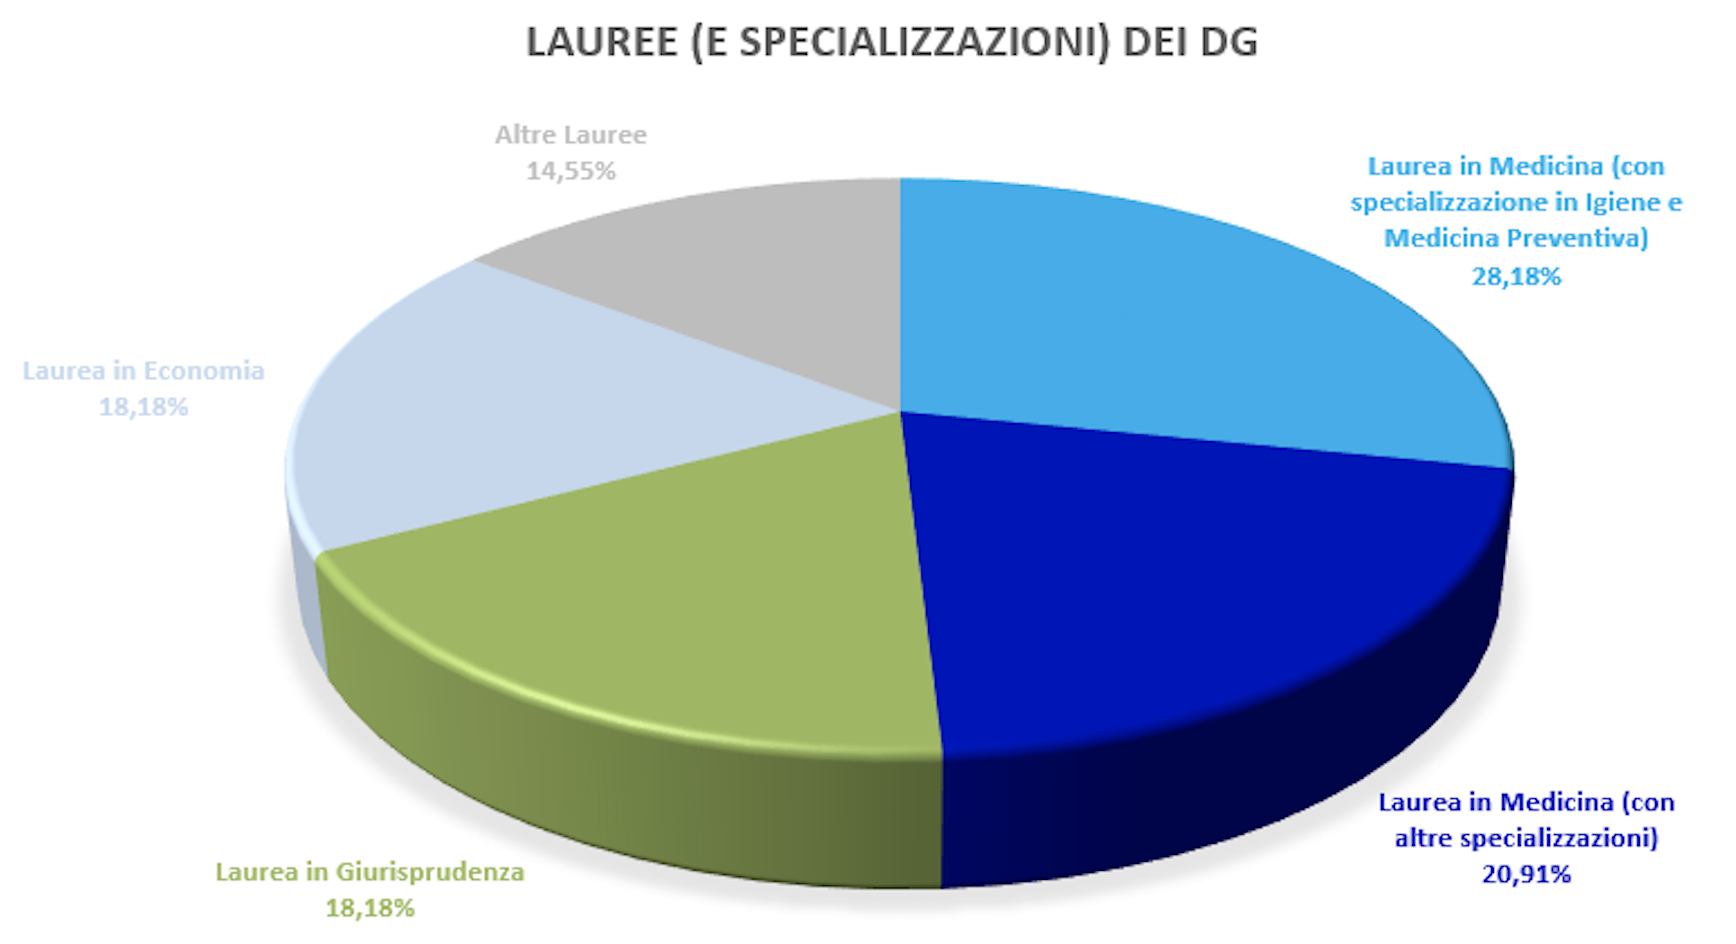 LAUREE (E SPECIALIZZAZIONI) DEI DG
Altre Lauree
14,55%
Laurea in Medicina (con
specializzazione in Igiene e
Medicina Preventiva)
28,18%
Laurea in Economia
18,18%
Laurea in Medicina (con
altre specializzazioni)
20,91%
Laurea in Giurisprudenza
18,18%